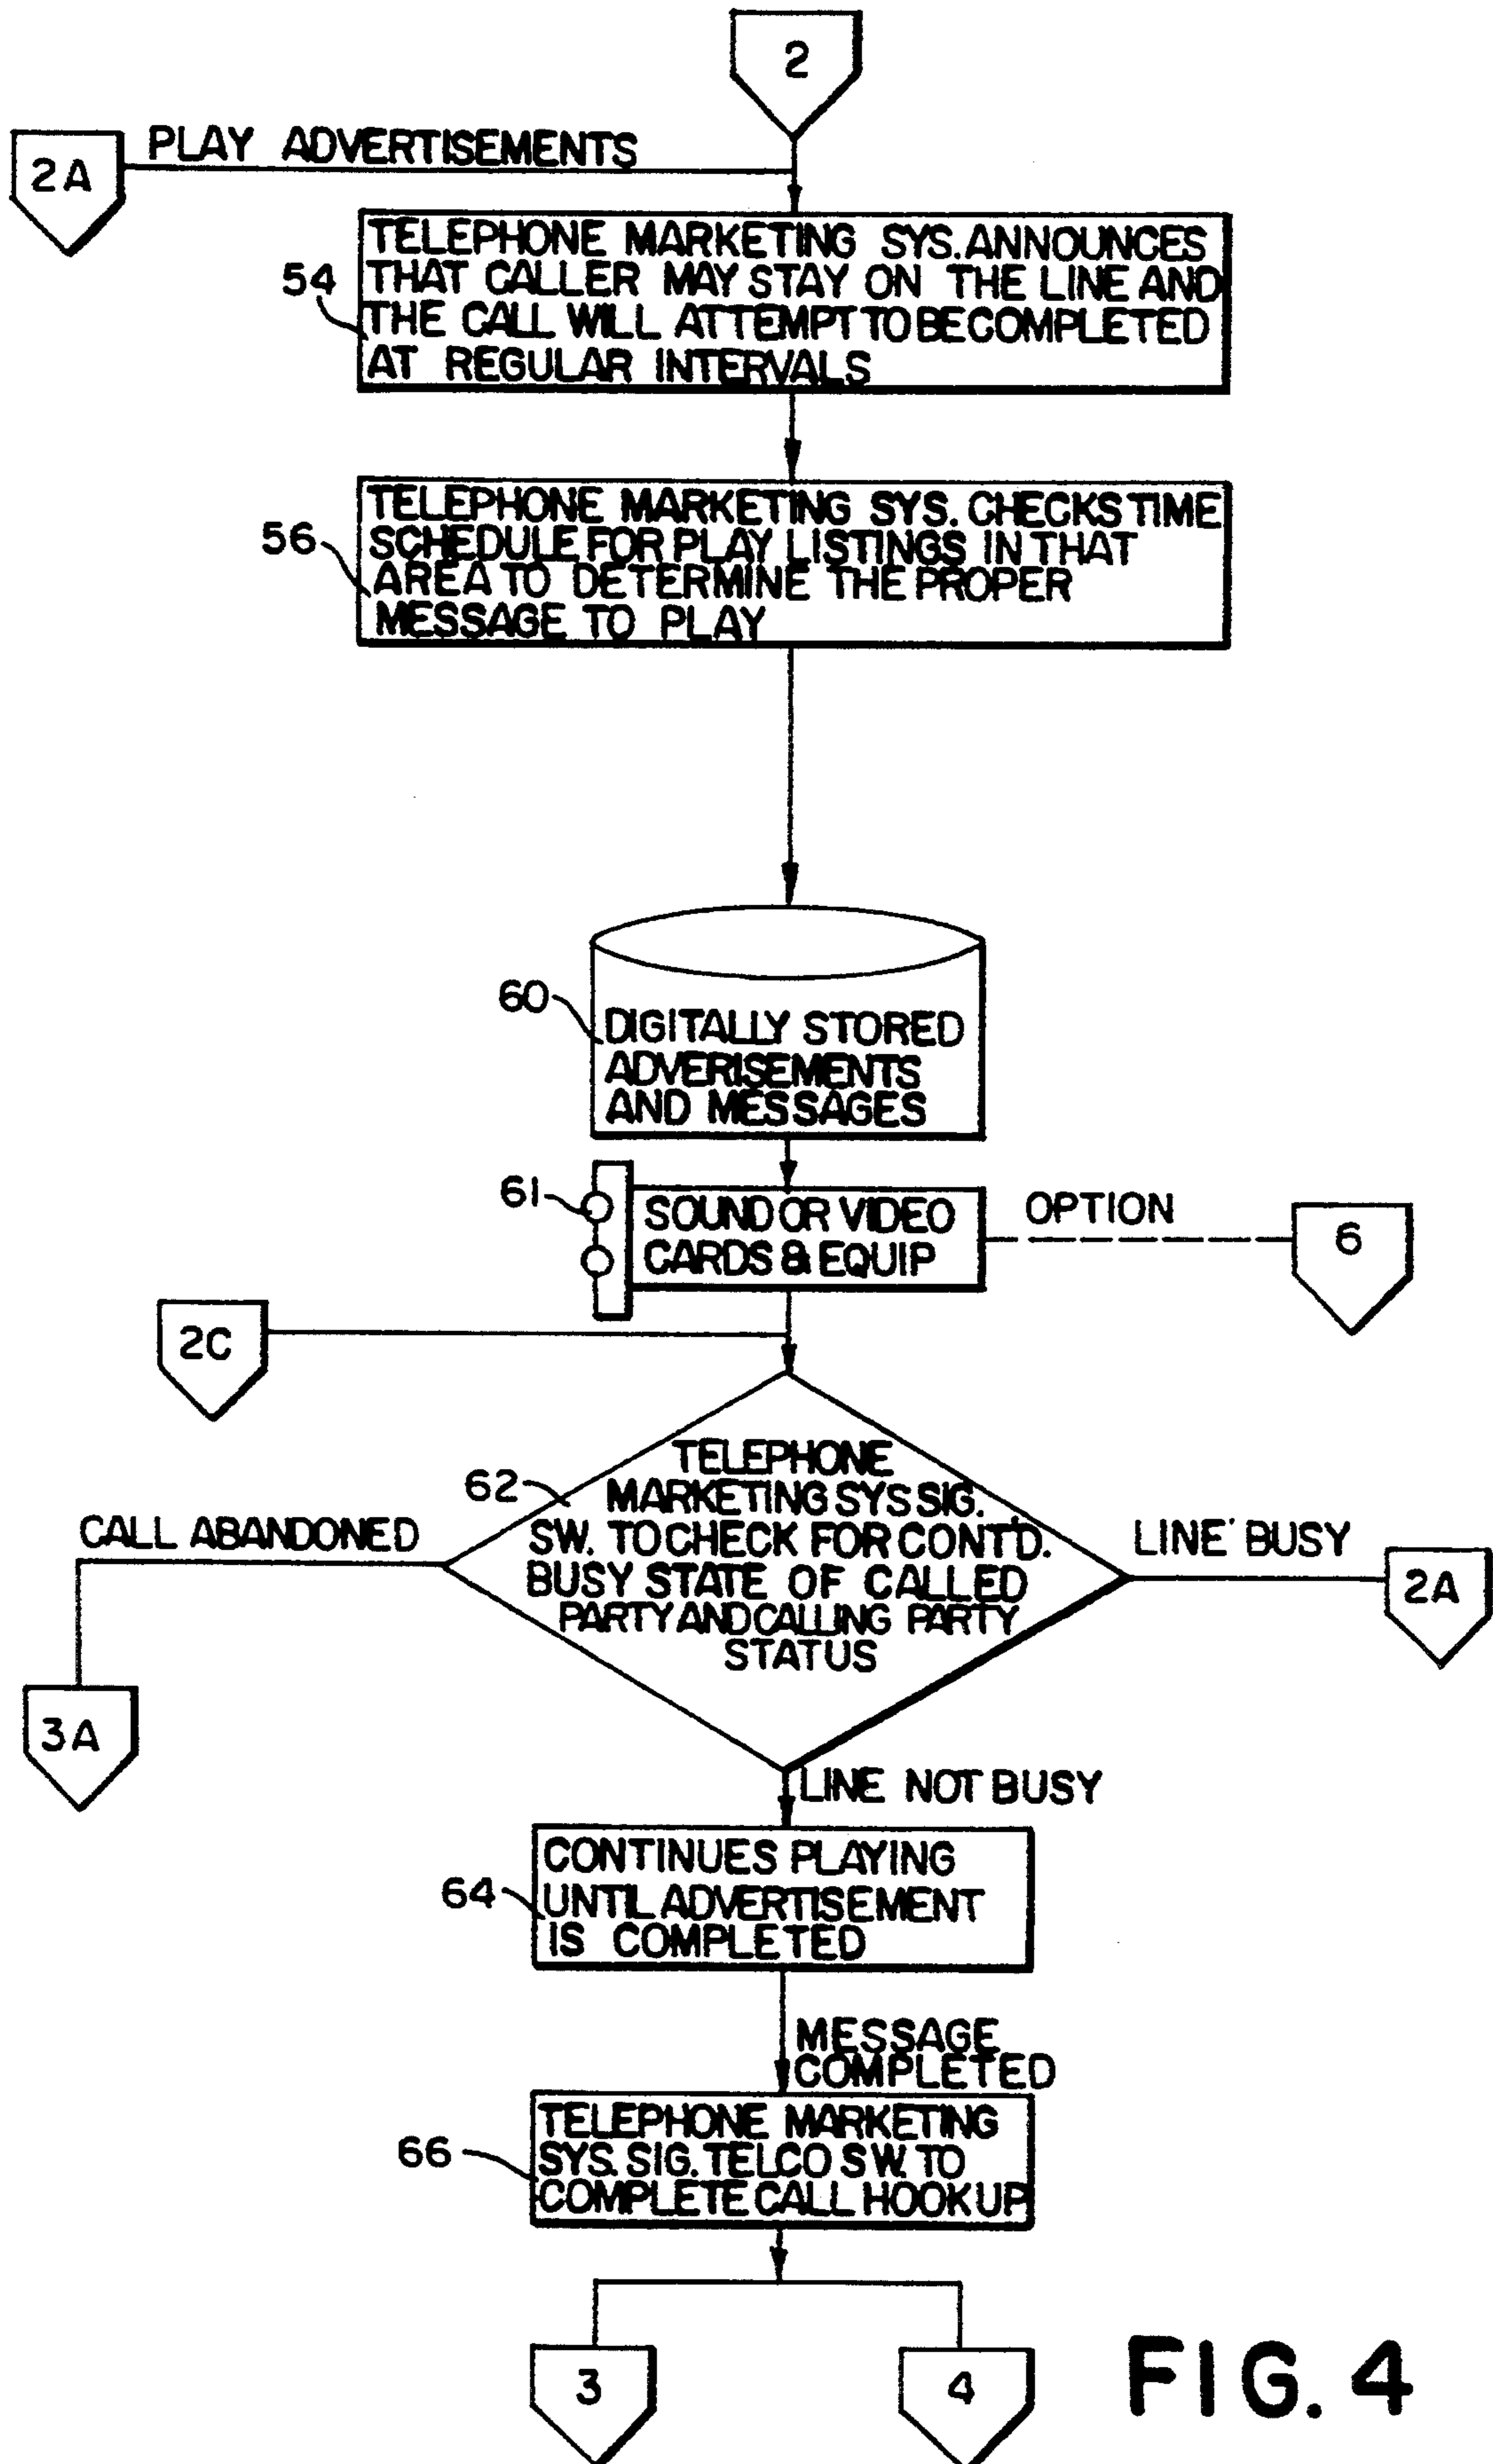 2
2A
PLAY ADVERTISEMENTS
54
TELEPHONE MARKETING SYS. ANNOUNCES
THAT CALLER MAY STAY ON THE LINE AND
THE CALL WILL ATTEMPT TO BE COMPLETED
AT REGULAR INTERVALS
56
TELEPHONE MARKETING SYS. CHECKS TIME
SCHEDULE FOR PLAY LISTINGS IN THAT
AREA TO DETERMINE THE PROPER
MESSAGE TO PLAY
60
DIGITALLY STORED
ADVERISEMENTS
AND MESSAGES
61
SOUND OR VIDEO
CARDS & EQUIP
OPTION
6
2C
62
TELEPHONE
MARKETING SYS SIG.
SW. TO CHECK FOR CONT'D.
BUSY STATE OF CALLED
PARTY AND CALLING PARTY
STATUS
CALL ABANDONED
3A
LINE BUSY
2A
LINE NOT BUSY
64
CONTINUES PLAYING
UNTIL ADVERTISEMENT
IS COMPLETED
MESSAGE
COMPLETED
66
TELEPHONE MARKETING
SYS. SIG. TELCO SW. TO
COMPLETE CALL HOOK UP
3
4
FIG. 4